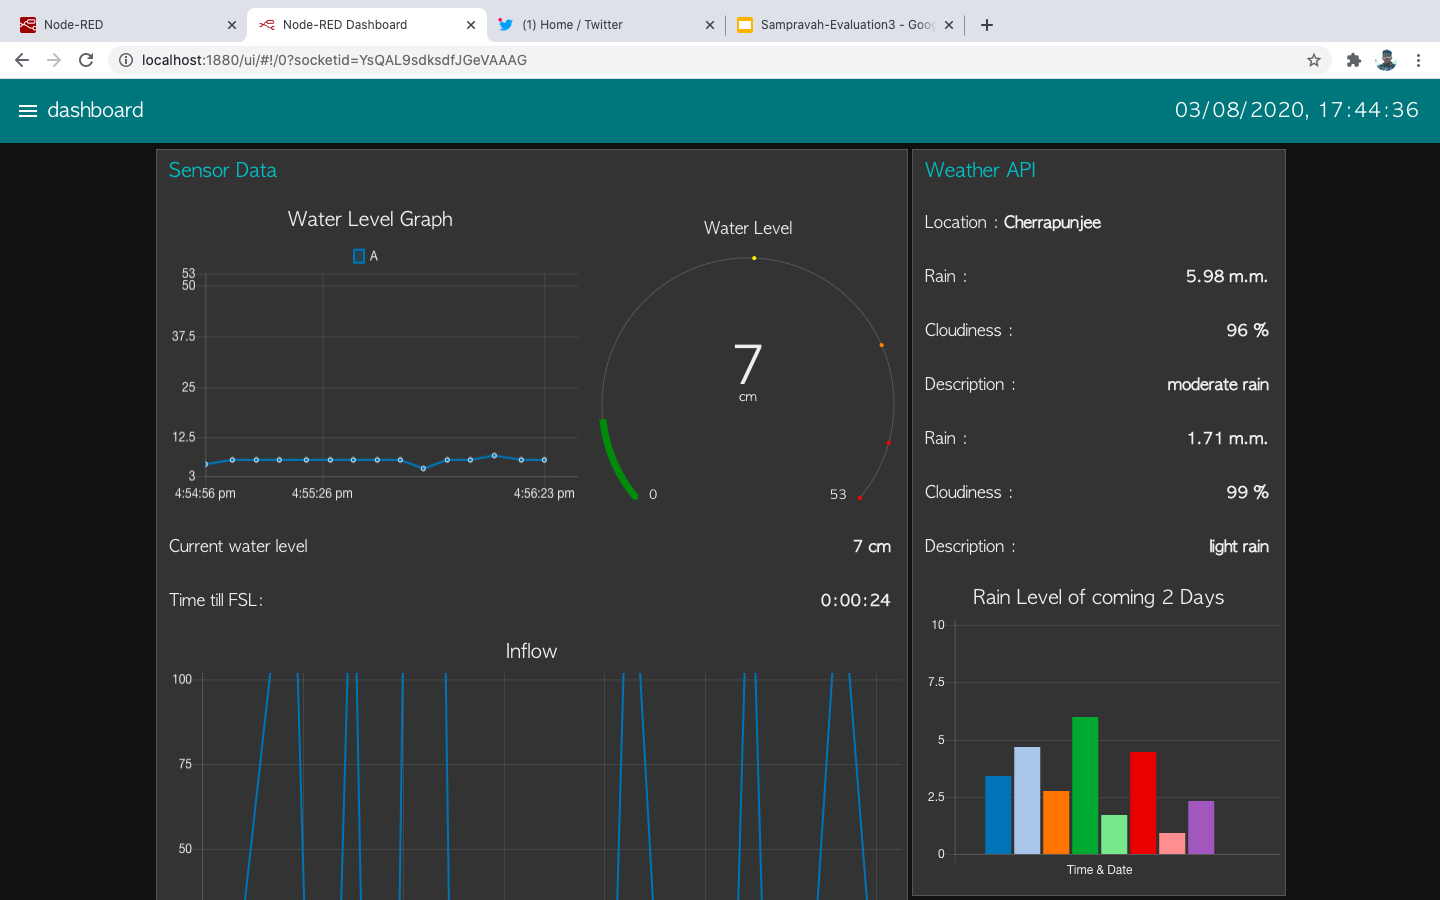 Node-RED
Node-RED Dashboard
(1) Home / Twitter
Sampravah-Evaluation3 - Goo
localhost:1880/ui/#!/0?socketid=YsQAL9sdksdfJGeVAAAG
dashboard
03/08/2020, 17:44:36
Sensor Data
Water Level Graph
A
53
50
37.5
25
12.5
3
4:54:56 pm
4:55:26 pm
4:56:23 pm
Water Level
7
cm
0
53
Current water level
7 cm
Time till FSL:
0:00:24
Inflow
100
75
50
Weather API
Location : Cherrapunjee
Rain :
5.98 m.m.
Cloudiness :
96 %
Description :
moderate rain
Rain :
1.71 m.m.
Cloudiness :
99 %
Description :
light rain
Rain Level of coming 2 Days
10
7.5
5
2.5
0
Time & Date